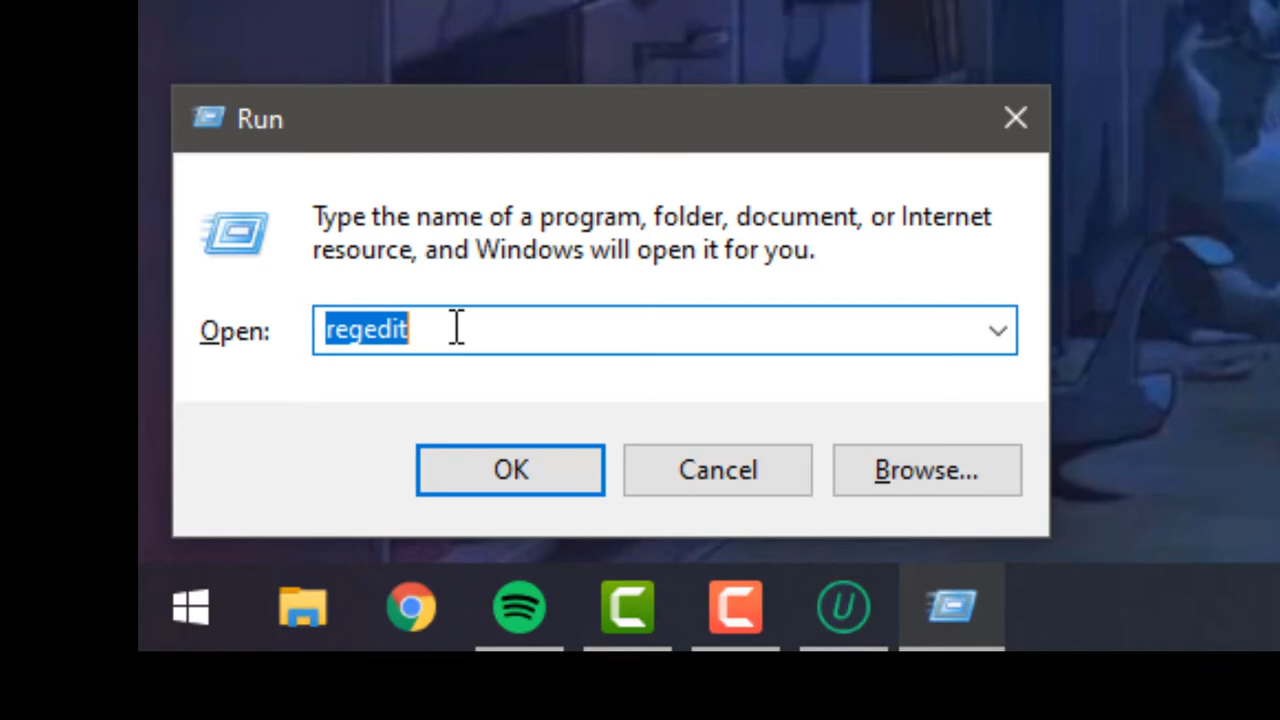 Run
Type the name of a program, folder, document, or Internet
resource, and Windows will open it for you.
Open: regedit
OK Cancel Browse...